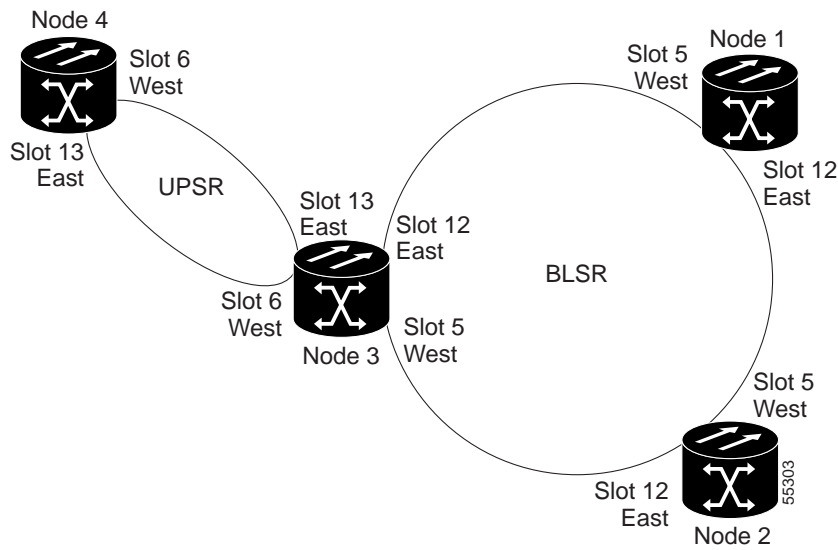 Node 4
Slot 6
West
Slot 13
East
UPSR
Slot 13
East
Slot 6
West
Node 3
Slot 12
East
Slot 5
West
BLSR
Slot 5
West
Node 1
Slot 12
East
Slot 5
West
Slot 12
East
Node 2
55303